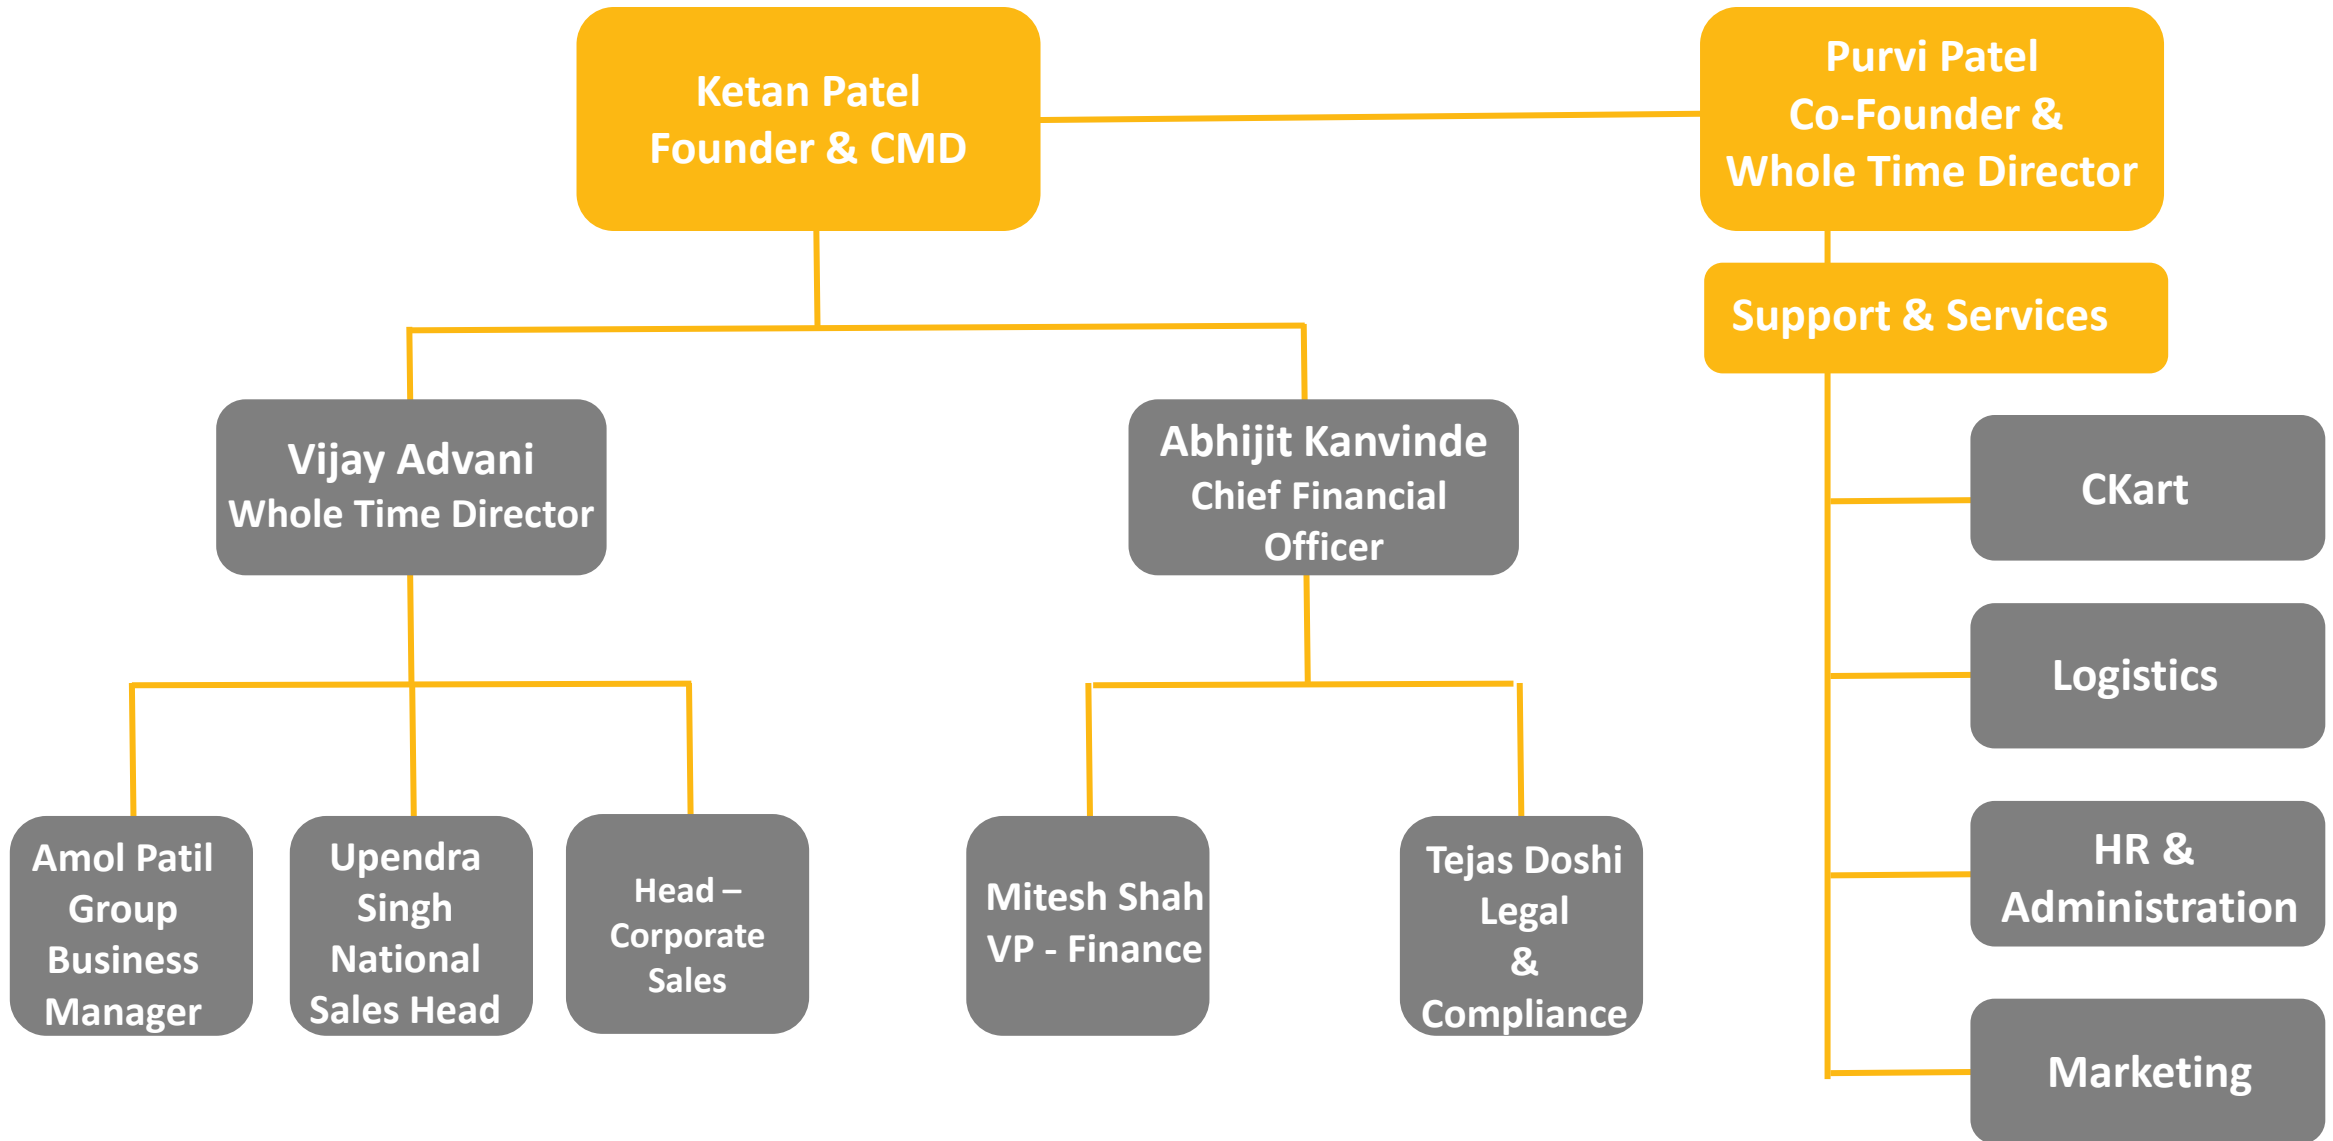 Ketan Patel
Founder & CMD
Purvi Patel
Co-Founder &
Whole Time Director
Support & Services
Vijay Advani
Whole Time Director
Abhijit Kanvinde
Chief Financial
Officer
CKart
Logistics
HR &
Administration
Marketing
Amol Patil
Group
Business
Manager
Upendra
Singh
National
Sales Head
Head –
Corporate
Sales
Mitesh Shah
VP - Finance
Tejas Doshi
Legal
&
Compliance